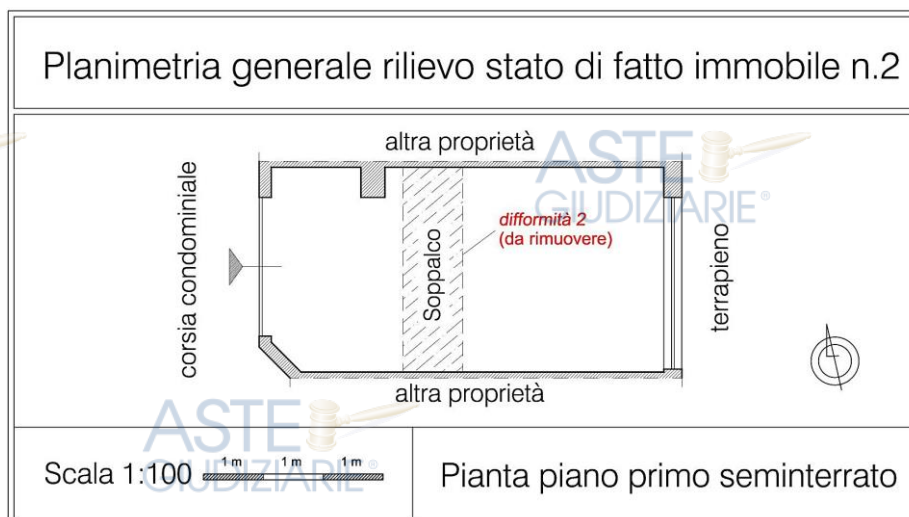 Planimetria generale rilievo stato di fatto immobile n.2
altra proprietà
ASTE
GIUDIZIARIE®
corsia condominiale
difformità 2
(da rimuovere)
Soppalco
terrapieno
altra proprietà
ASTE
GIUDIZIARIE®
Scala 1:100
1 m 1 m 1 m
Pianta piano primo seminterrato